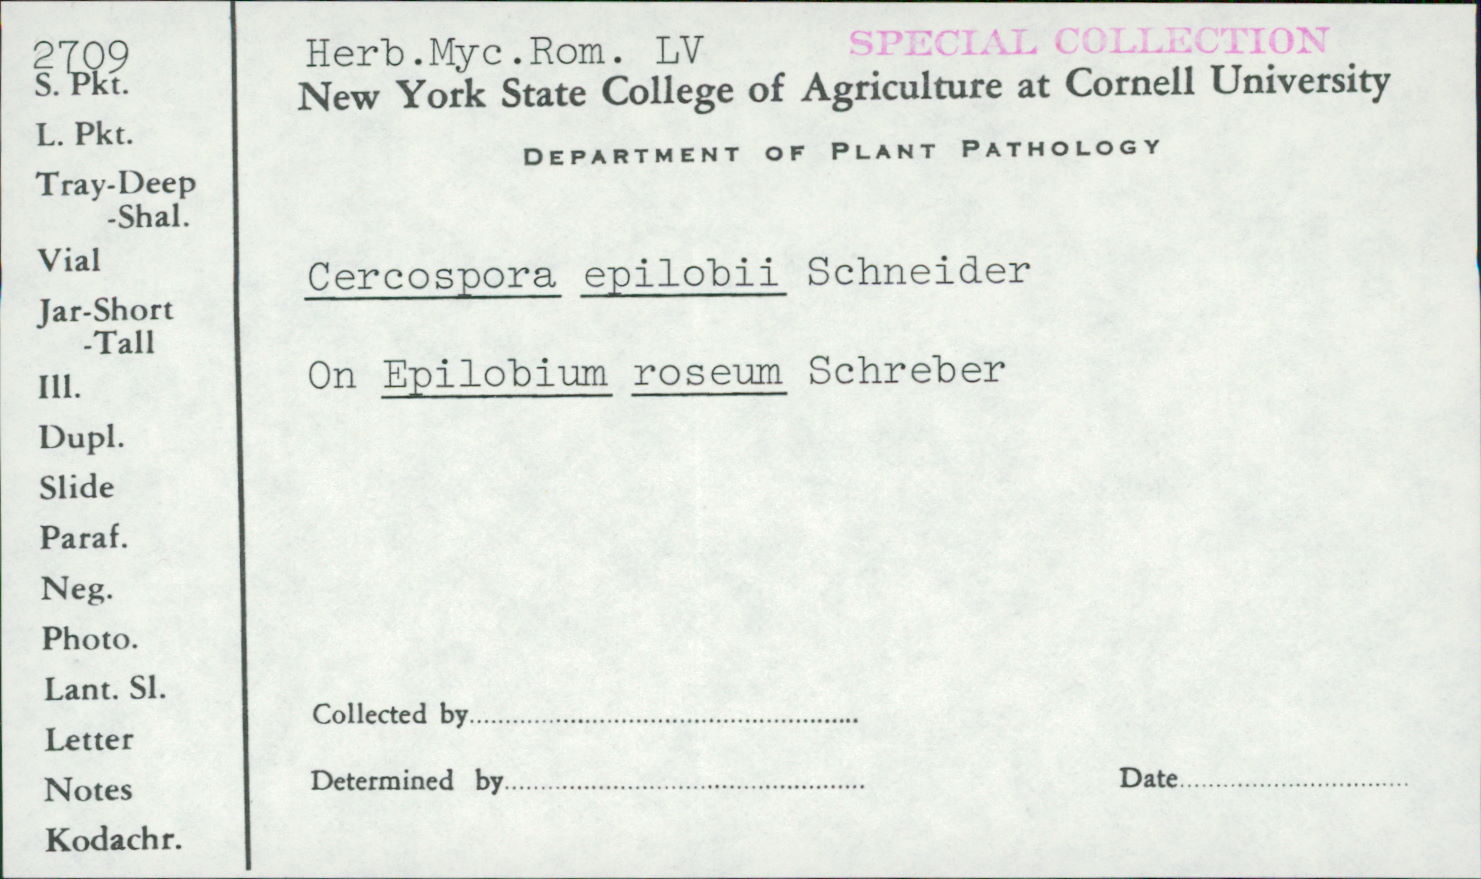 2709
S. Pkt.
L. Pkt.
Tray-Deep
-Shal.
Vial
Jar-Short
-Tall
Ill.
Dupl.
Slide
Paraf.
Neg.
Photo.
Lant. Sl.
Letter
Notes
Kodachr.
Herb.Myc.Rom. LV SPECIAL COLLECTION
New York State College of Agriculture at Cornell University
DEPARTMENT OF PLANT PATHOLOGY
Cercospora epilobii Schneider
On Epilobium roseum Schreber
Collected by
Determined by Date